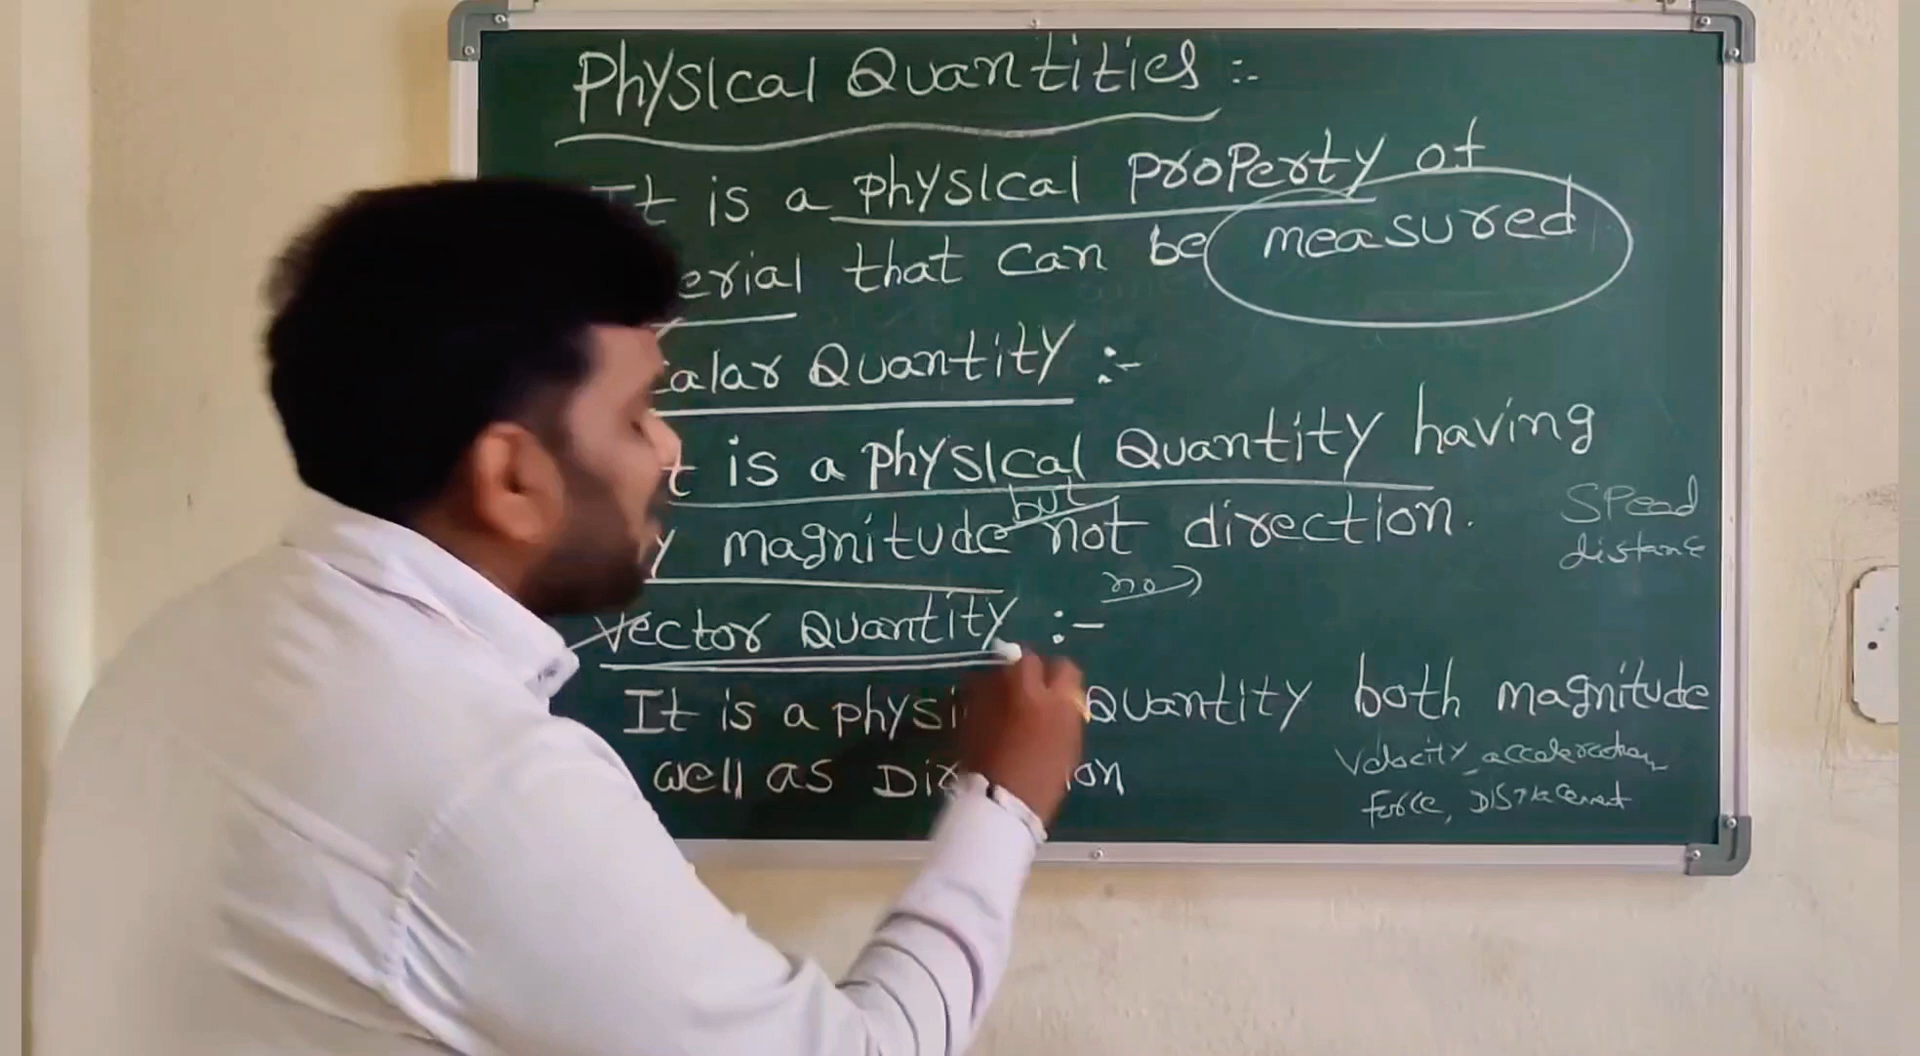 Physical Quantities :-
It is a physical property of
erial that can be measured
calar Quantity :-
t is a physical Quantity having
but
y magnitude not direction.
Speed
distance
no
Vector Quantity :-
It is a physi Quantity both magnitude
well as Dir ion
Velocity acceleration
force, Displacement